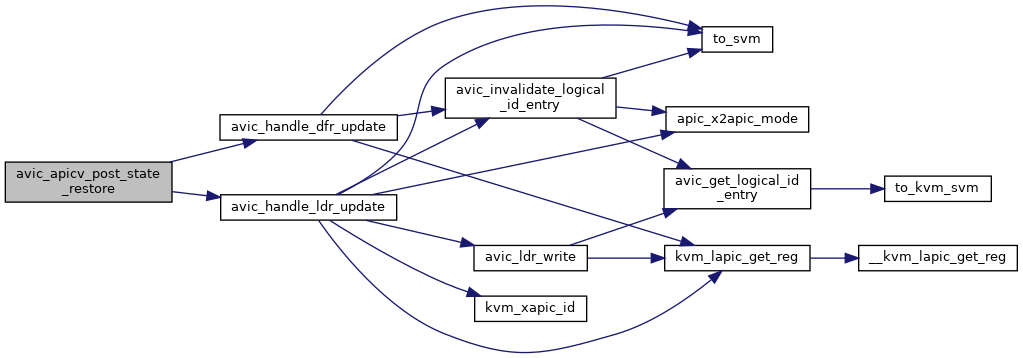 avic_apicv_post_state
_restore
avic_handle_dfr_update
avic_handle_ldr_update
avic_invalidate_logical
_id_entry
avic_ldr_write
kvm_xapic_id
to_svm
apic_x2apic_mode
avic_get_logical_id
_entry
kvm_lapic_get_reg
to_kvm_svm
__kvm_lapic_get_reg